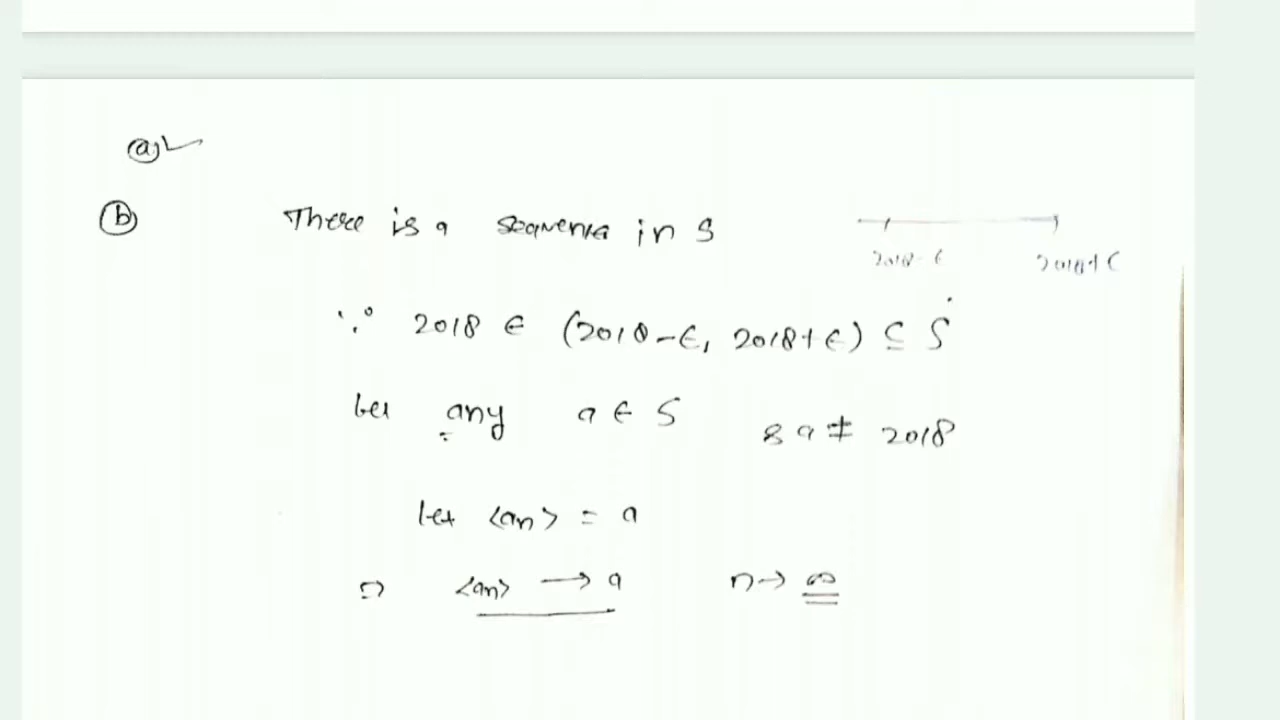 (a)
(b) There is a sequence in S
2018-ε 2018+ε
∵ 2018 ∈ (2018-ε, 2018+ε) ⊆ S
let any a ∈ S & a ≠ 2018
let <an> = a
⇒ <an> → a n → ∞